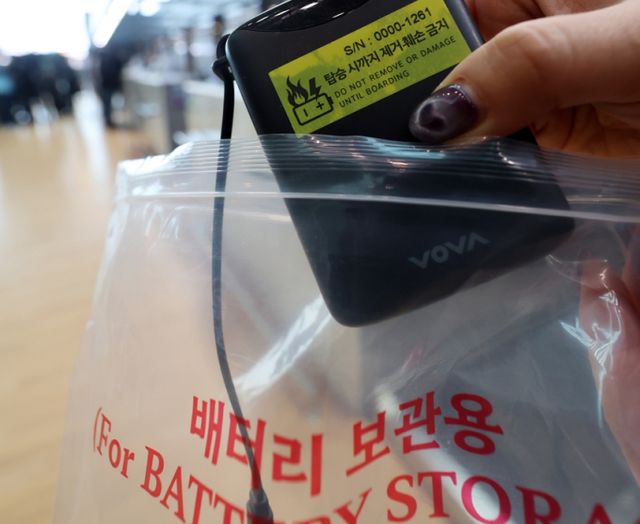 S/N : 0000-1261
탑승 시까지 제거·훼손 금지
DO NOT REMOVE OR DAMAGE
UNTIL BOARDING
VOVA
배터리 보관용
(For BATTERY STORA